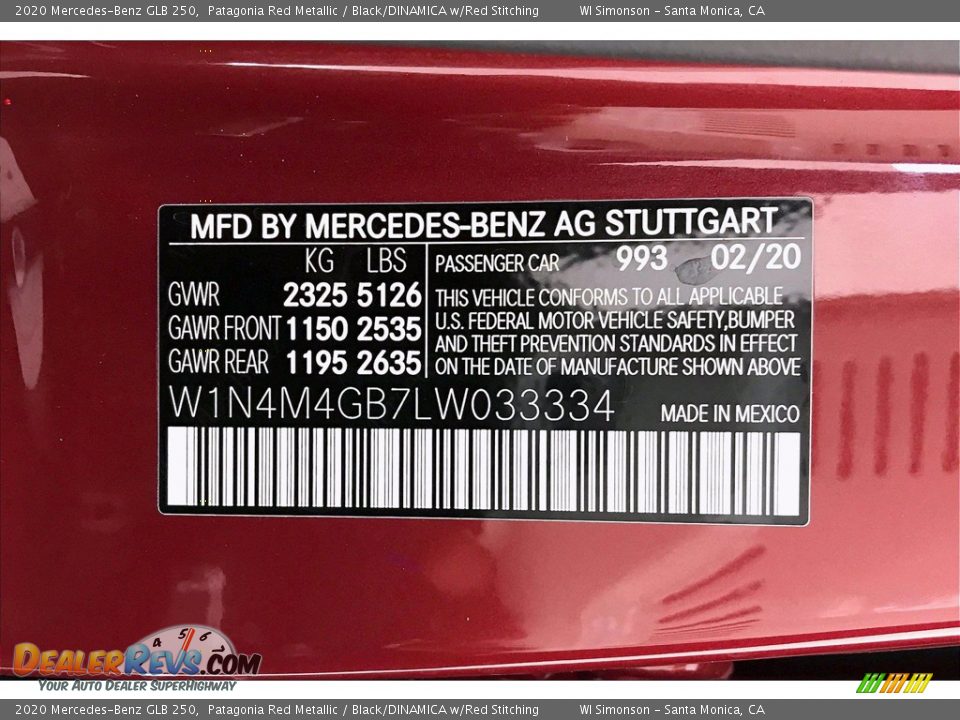 2020 Mercedes-Benz GLB 250, Patagonia Red Metallic / Black/DINAMICA w/Red Stitching WI Simonson - Santa Monica, CA
MFD BY MERCEDES-BENZ AG STUTTGART
KG LBS
GVWR 2325 5126
GAWR FRONT 1150 2535
GAWR REAR 1195 2635
PASSENGER CAR 993 02/20
THIS VEHICLE CONFORMS TO ALL APPLICABLE
U.S. FEDERAL MOTOR VEHICLE SAFETY,BUMPER
AND THEFT PREVENTION STANDARDS IN EFFECT
ON THE DATE OF MANUFACTURE SHOWN ABOVE
W1N4M4GB7LW033334 MADE IN MEXICO
4 5 6
DEALERREVS.COM
YOUR AUTO DEALER SUPERHIGHWAY
2020 Mercedes-Benz GLB 250, Patagonia Red Metallic / Black/DINAMICA w/Red Stitching WI Simonson - Santa Monica, CA